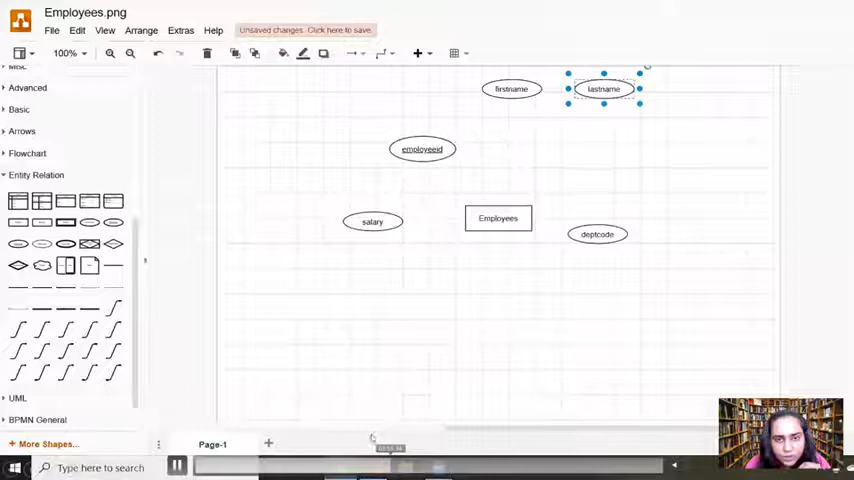 Employees.png
File Edit View Arrange Extras Help Unsaved changes. Click here to save.
100%
Misc
Advanced
Basic
Arrows
Flowchart
Entity Relation
UML
BPMN General
+ More Shapes...
firstname lastname
employeeid
salary Employees
deptcode
Page-1
Type here to search